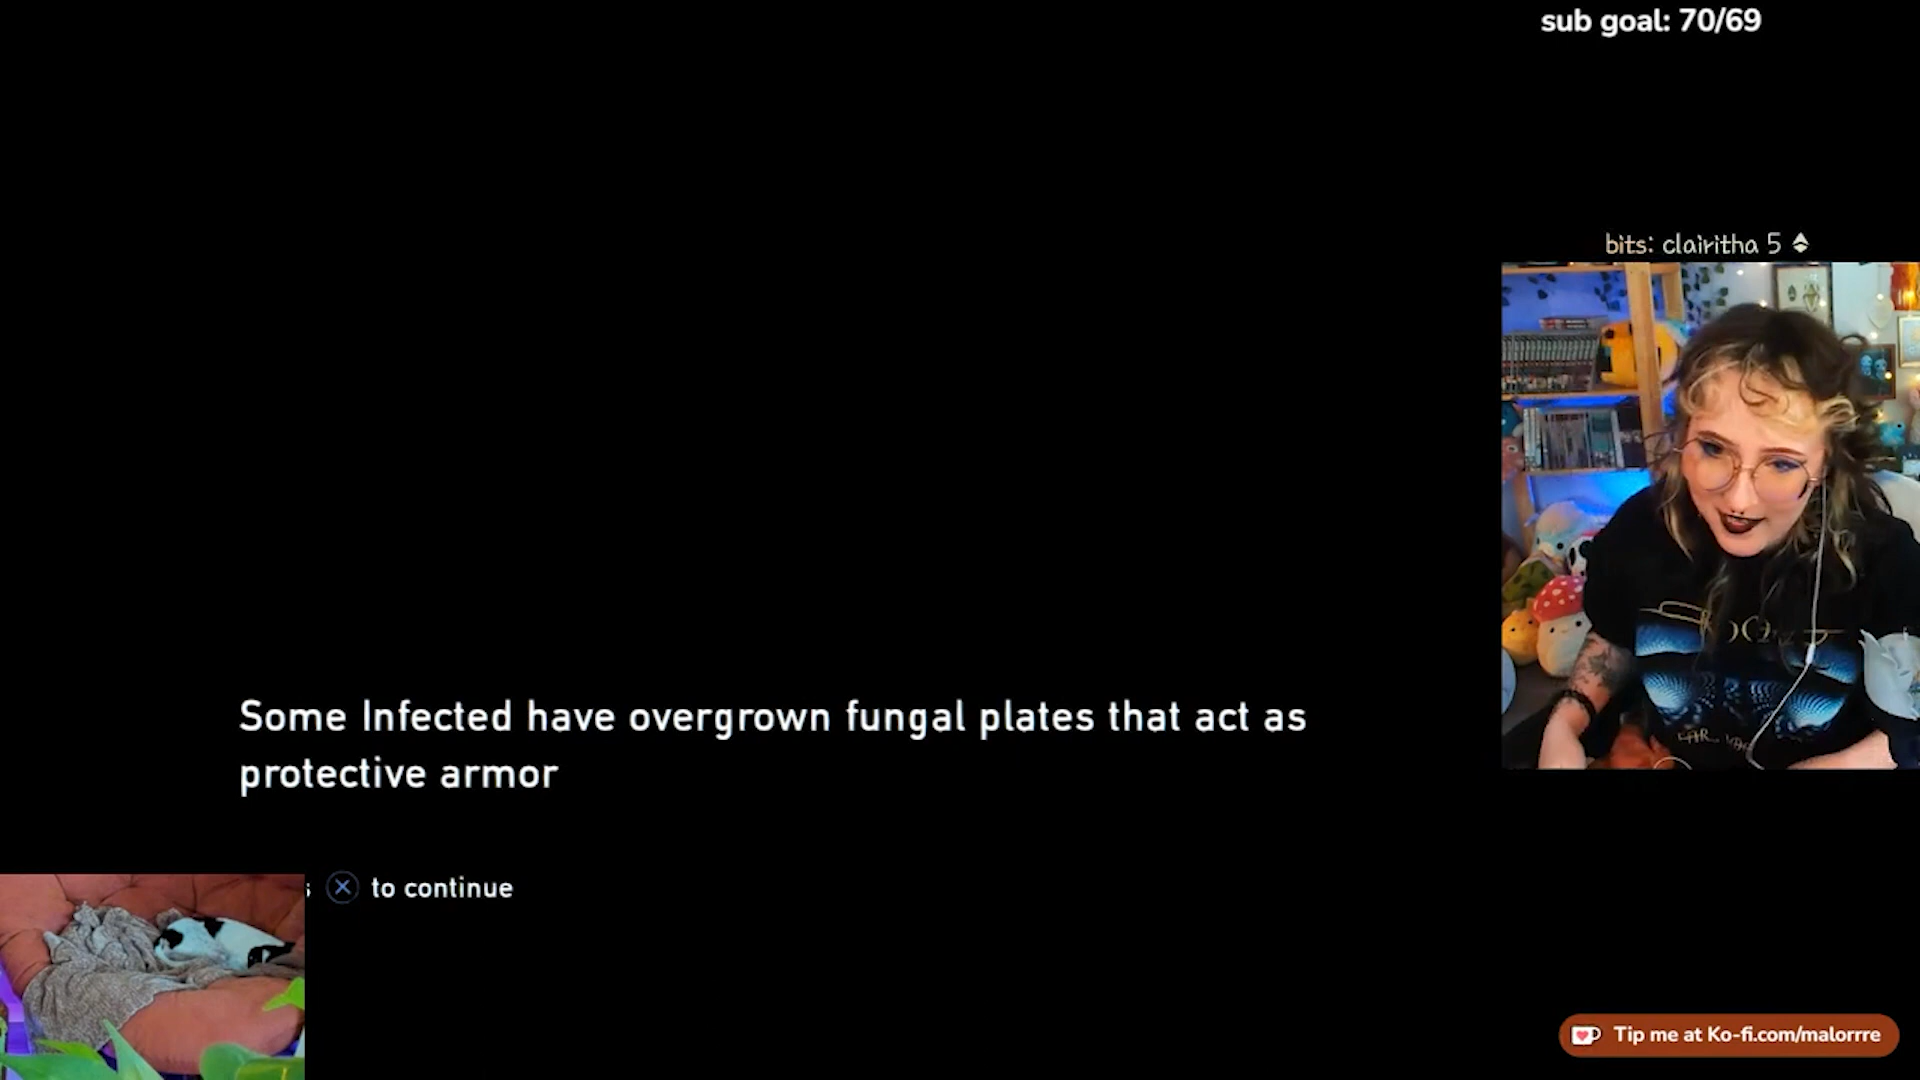 sub goal: 70/69
bits: clairitha 5
Some Infected have overgrown fungal plates that act as
protective armor
to continue
Tip me at Ko-fi.com/malorrre